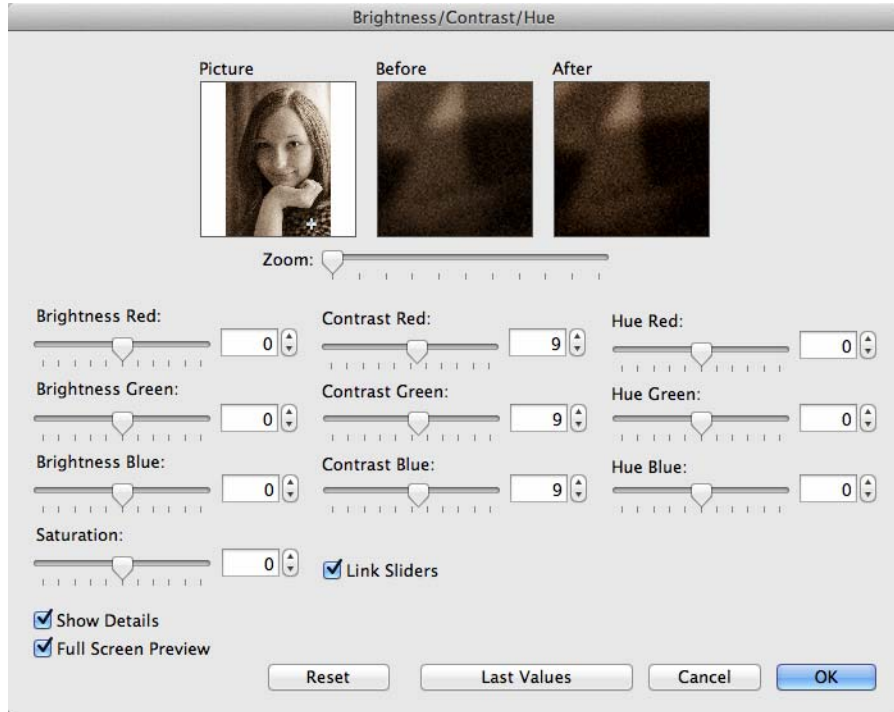 Brightness/Contrast/Hue
Picture Before After
Zoom:
Brightness Red: 0 Contrast Red: 9 Hue Red: 0
Brightness Green: 0 Contrast Green: 9 Hue Green: 0
Brightness Blue: 0 Contrast Blue: 9 Hue Blue: 0
Saturation: 0 Link Sliders
Show Details
Full Screen Preview
Reset Last Values Cancel OK